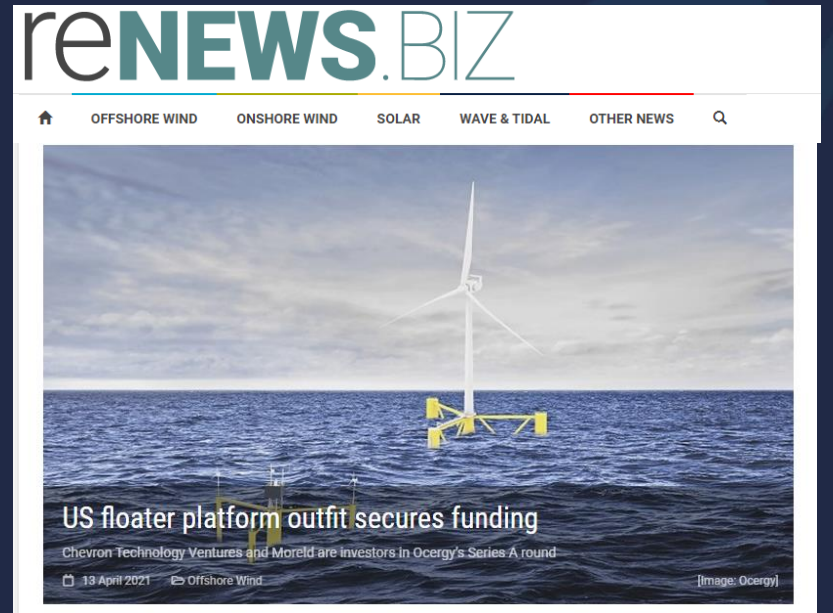 reNEWS.BIZ
OFFSHORE WIND ONSHORE WIND SOLAR WAVE & TIDAL OTHER NEWS
US floater platform outfit secures funding
Chevron Technology Ventures and Moreld are investors in Ocergy's Series A round
13 April 2021 Offshore Wind [Image: Ocergy]